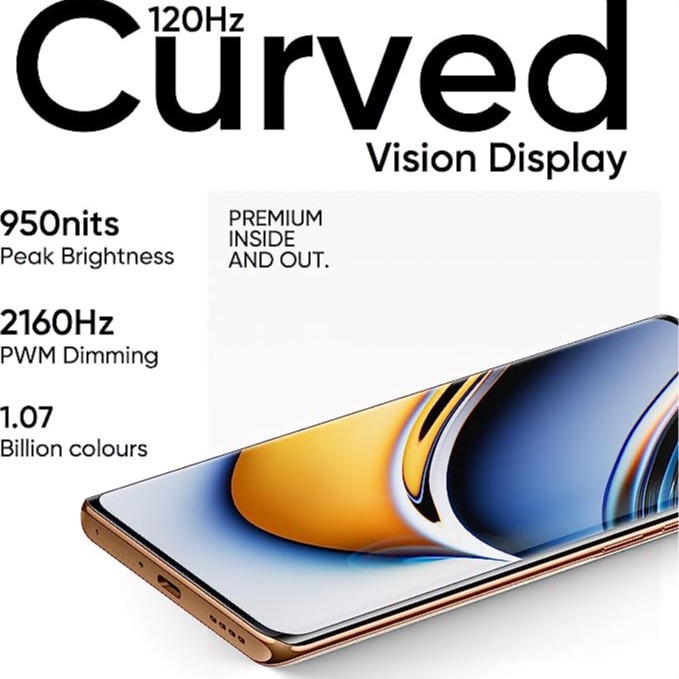 120Hz
Curved
Vision Display
950nits
Peak Brightness
2160Hz
PWM Dimming
1.07
Billion colours
PREMIUM
INSIDE
AND OUT.